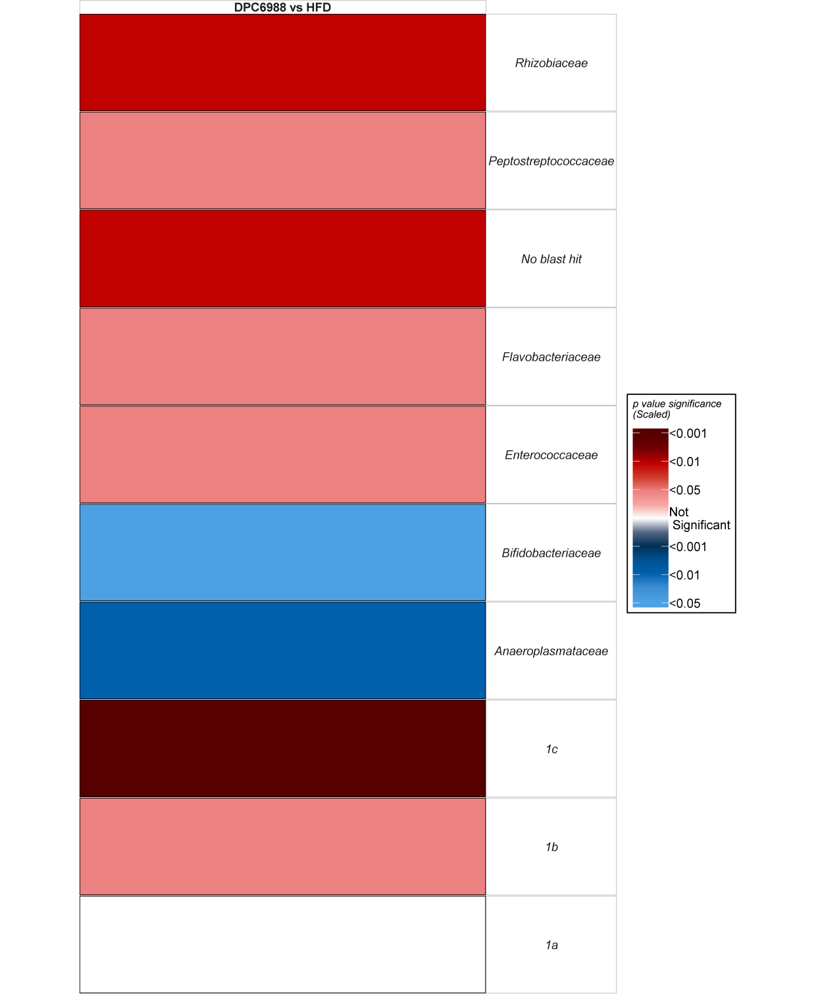 DPC6988 vs HFD
Rhizobiaceae
Peptostreptococcaceae
No blast hit
Flavobacteriaceae
Enterococcaceae
Bifidobacteriaceae
Anaeroplasmataceae
1c
1b
1a
p value significance
(Scaled)
<0.001
<0.01
<0.05
Not
Significant
<0.001
<0.01
<0.05